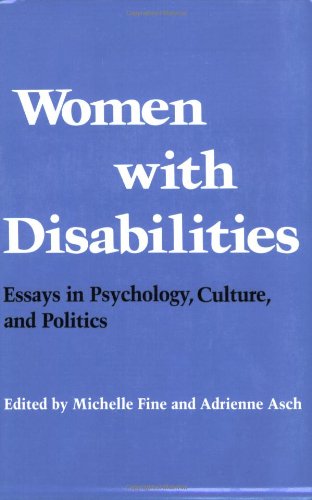 Women
with
Disabilities
Essays in Psychology, Culture,
and Politics
Edited by Michelle Fine and Adrienne Asch